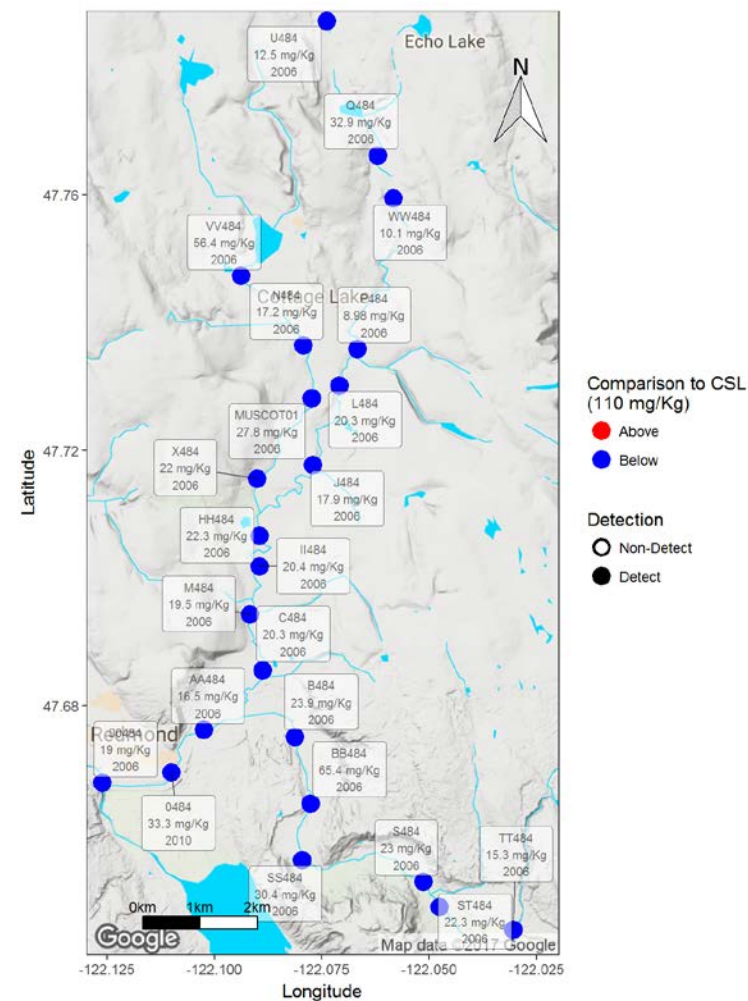 U484
12.5 mg/Kg
2006
Echo Lake
N
Q484
32.9 mg/Kg
2006
47.76
WW484
10.1 mg/Kg
2006
VV484
56.4 mg/Kg
2006
Cottage Lake
N484
17.2 mg/Kg
2006
P484
8.98 mg/Kg
2006
L484
20.3 mg/Kg
2006
MUSCOT01
27.8 mg/Kg
2006
47.72
X484
22 mg/Kg
2006
J484
17.9 mg/Kg
2006
HH484
22.3 mg/Kg
2006
II484
20.4 mg/Kg
2006
M484
19.5 mg/Kg
2006
C484
20.3 mg/Kg
2006
47.68
AA484
16.5 mg/Kg
2006
B484
23.9 mg/Kg
2006
Redmond
19 mg/Kg
2006
BB484
65.4 mg/Kg
2006
0484
33.3 mg/Kg
2010
S484
23 mg/Kg
2006
TT484
15.3 mg/Kg
2006
SS484
30.4 mg/Kg
2006
ST484
22.3 mg/Kg
2006
0km 1km 2km
Google
Map data ©2017 Google
-122.125 -122.100 -122.075 -122.050 -122.025
Longitude
Latitude
Comparison to CSL
(110 mg/Kg)
Above
Below
Detection
Non-Detect
Detect